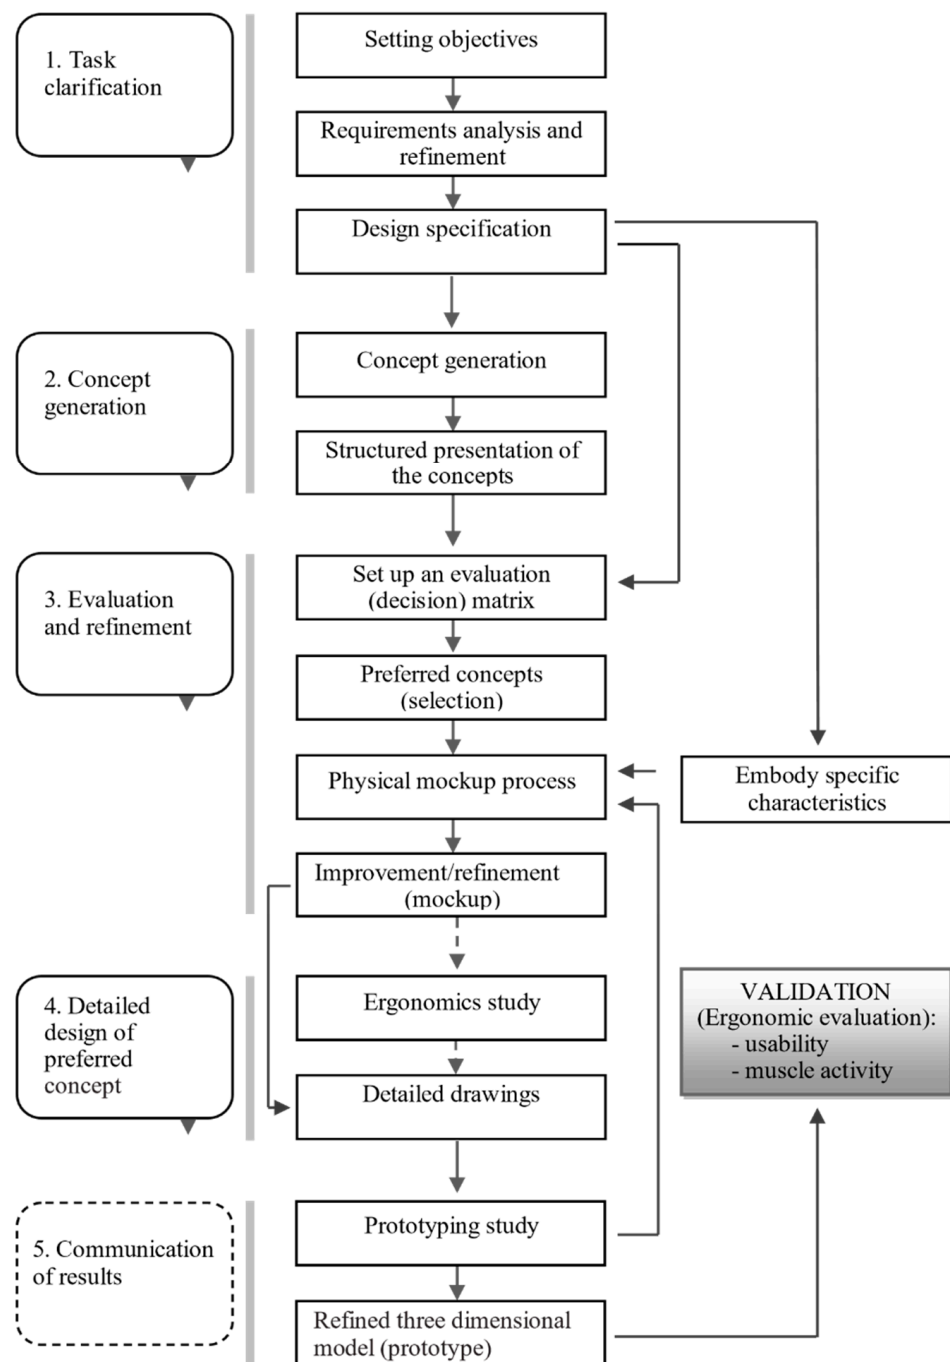 1. Task
clarification
Setting objectives
Requirements analysis and
refinement
Design specification
2. Concept
generation
Concept generation
Structured presentation of
the concepts
3. Evaluation
and refinement
Set up an evaluation
(decision) matrix
Preferred concepts
(selection)
Physical mockup process
Embody specific
characteristics
Improvement/refinement
(mockup)
4. Detailed
design of
preferred
concept
Ergonomics study
Detailed drawings
VALIDATION
(Ergonomic evaluation):
- usability
- muscle activity
5. Communication
of results
Prototyping study
Refined three dimensional
model (prototype)